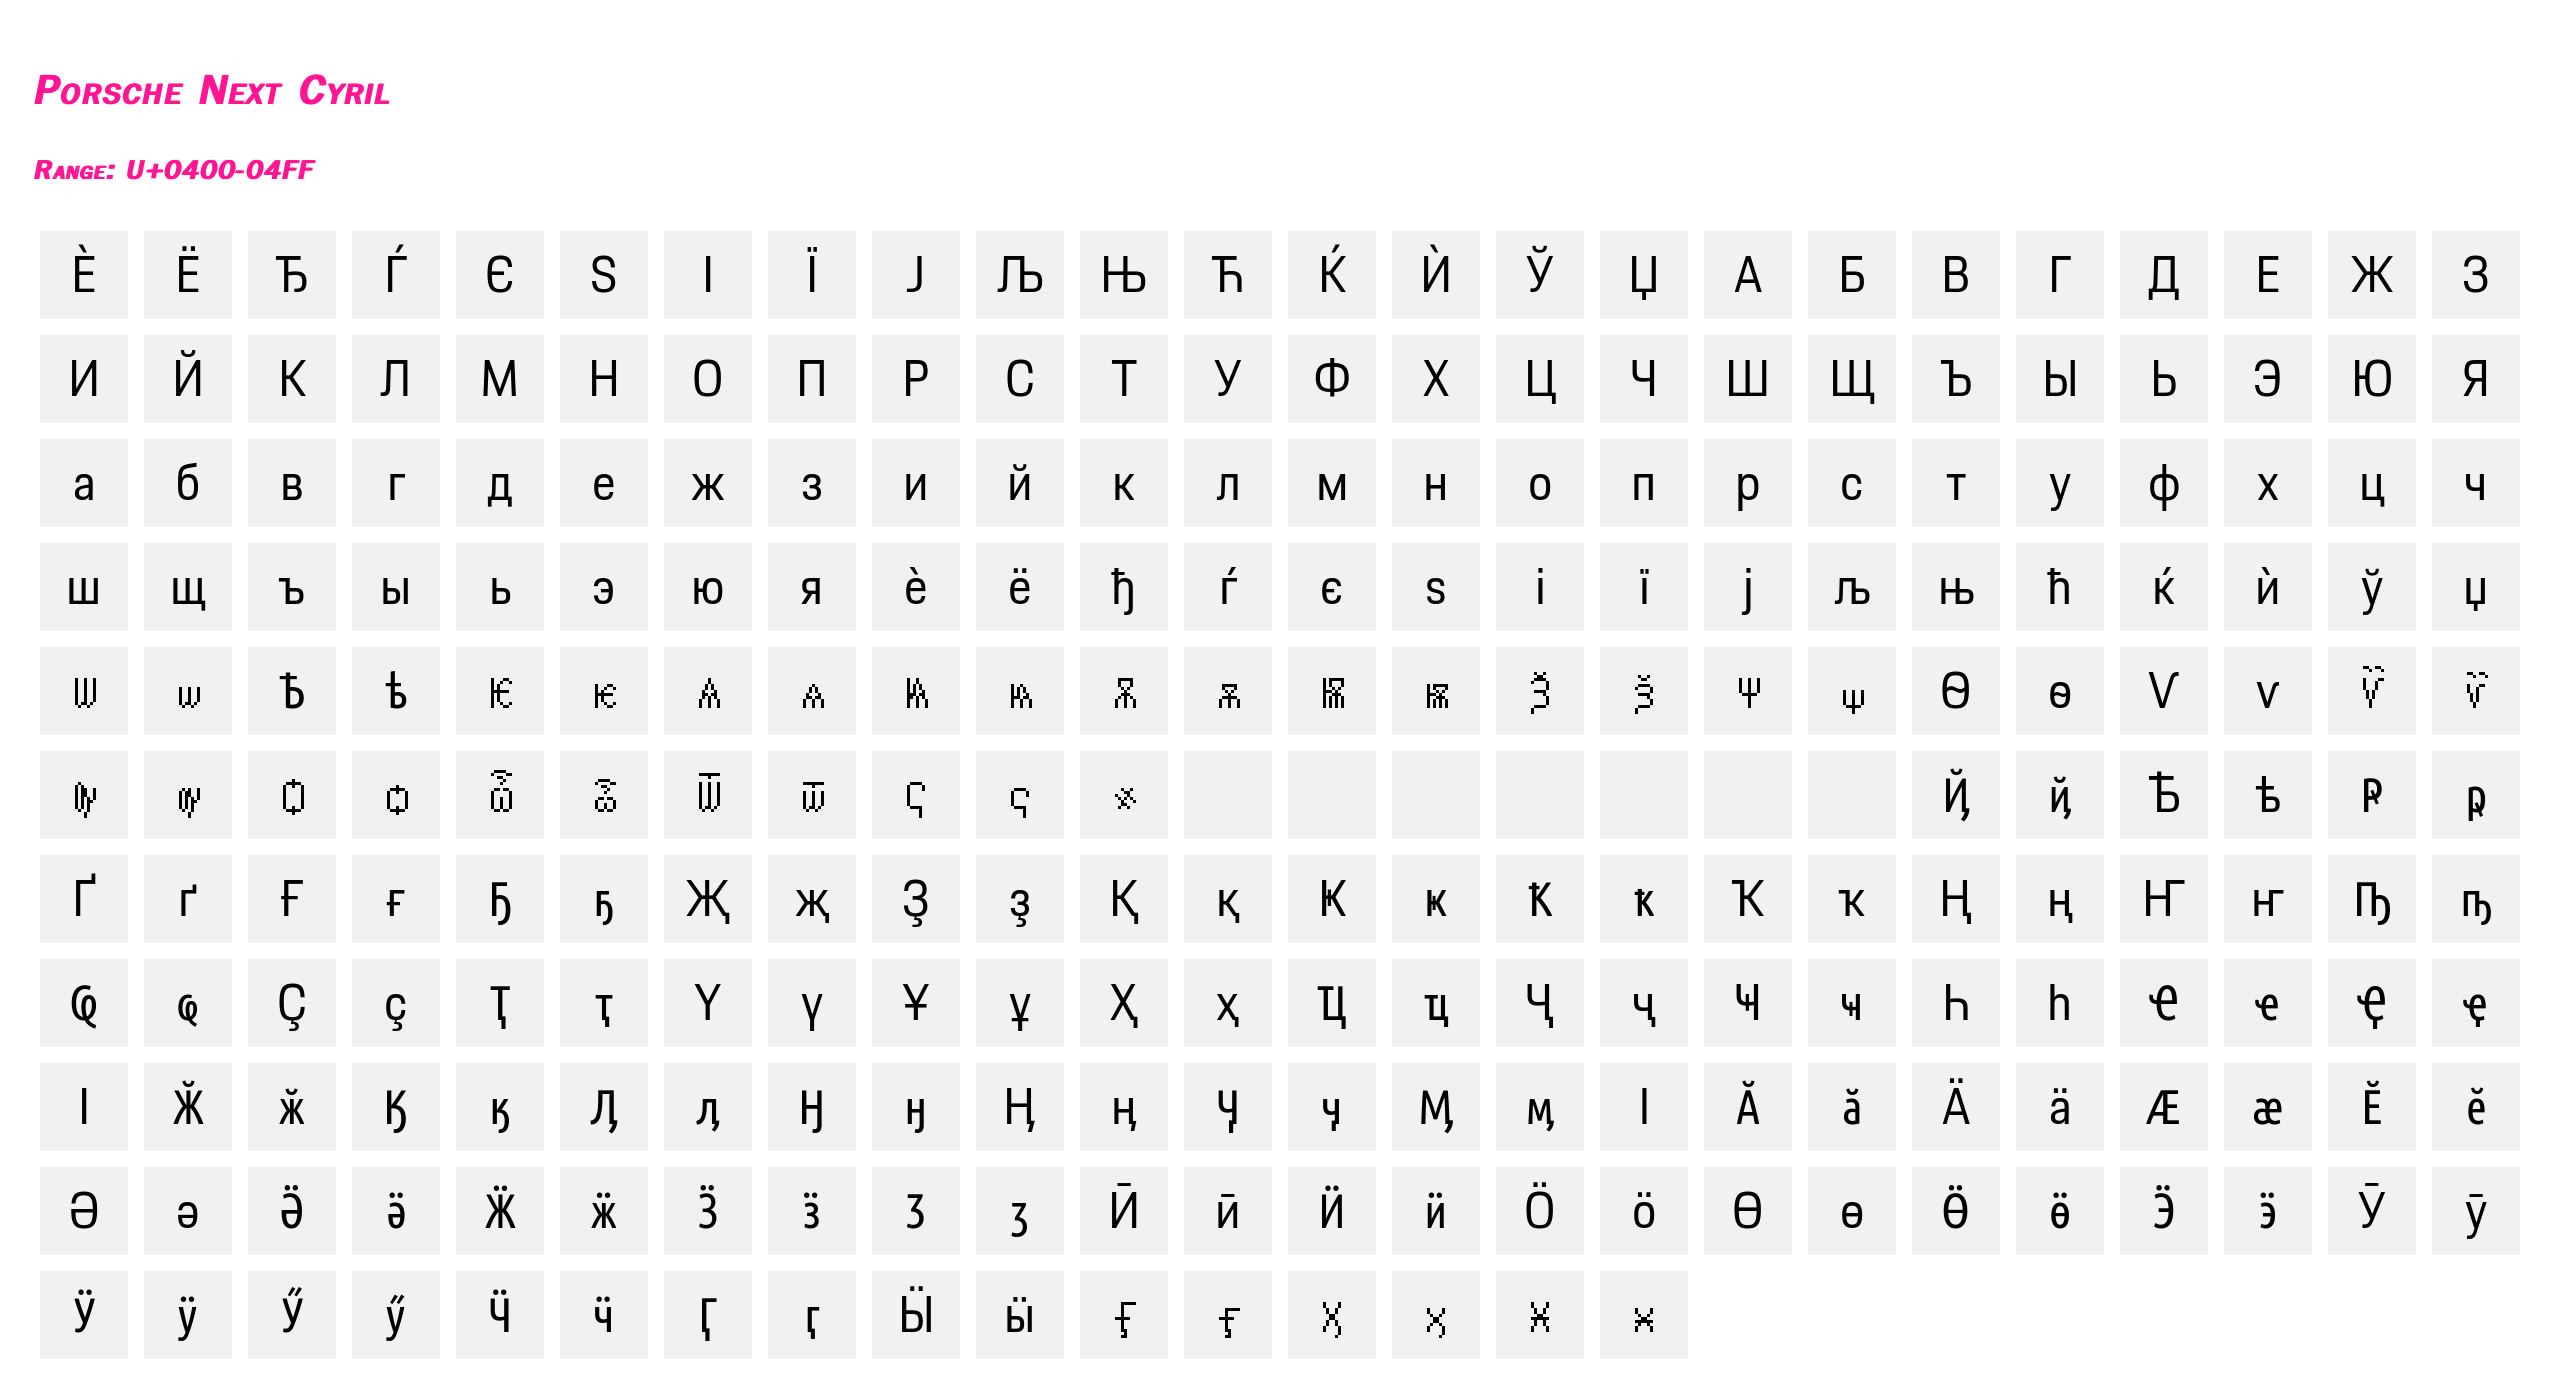 Porsche Next Cyril
Range: U+0400-04FF
Ѐ Ё Ђ Ѓ Є Ѕ І Ї Ј Љ Њ Ћ Ќ Ѝ Ў Џ А Б В Г Д Е Ж З
И Й К Л М Н О П Р С Т У Ф Х Ц Ч Ш Щ Ъ Ы Ь Э Ю Я
а б в г д е ж з и й к л м н о п р с т у ф х ц ч
ш щ ъ ы ь э ю я ѐ ё ђ ѓ є ѕ і ї ј љ њ ћ ќ ѝ ў џ
Ѡ ѡ Ѣ ѣ Ѥ ѥ Ѧ ѧ Ѩ ѩ Ѫ ѫ Ѭ ѭ Ѯ ѯ Ѱ ѱ Ѳ ѳ Ѵ ѵ Ѷ ѷ
Ѹ ѹ Ѻ ѻ Ѽ ѽ Ѿ ѿ Ҁ ҁ ҂ Ҋ ҋ Ҍ ҍ Ҏ ҏ
Ґ ґ Ғ ғ Ҕ ҕ Җ җ Ҙ ҙ Қ қ Ҝ ҝ Ҟ ҟ Ҡ ҡ Ң ң Ҥ ҥ Ҧ ҧ
Ҩ ҩ Ҫ ҫ Ҭ ҭ Ү ү Ұ ұ Ҳ ҳ Ҵ ҵ Ҷ ҷ Ҹ ҹ Һ һ Ҽ ҽ Ҿ ҿ
Ӏ Ӂ ӂ Ӄ ӄ Ӆ ӆ Ӈ ӈ Ӊ ӊ Ӌ ӌ Ӎ ӎ ӏ Ӑ ӑ Ӓ ӓ Ӕ ӕ Ӗ ӗ
Ә ә Ӛ ӛ Ӝ ӝ Ӟ ӟ Ӡ ӡ Ӣ ӣ Ӥ ӥ Ӧ ӧ Ө ө Ӫ ӫ Ӭ ӭ Ӯ ӯ
Ӱ ӱ Ӳ ӳ Ӵ ӵ Ӷ ӷ Ӹ ӹ Ӻ ӻ Ӽ ӽ Ӿ ӿ